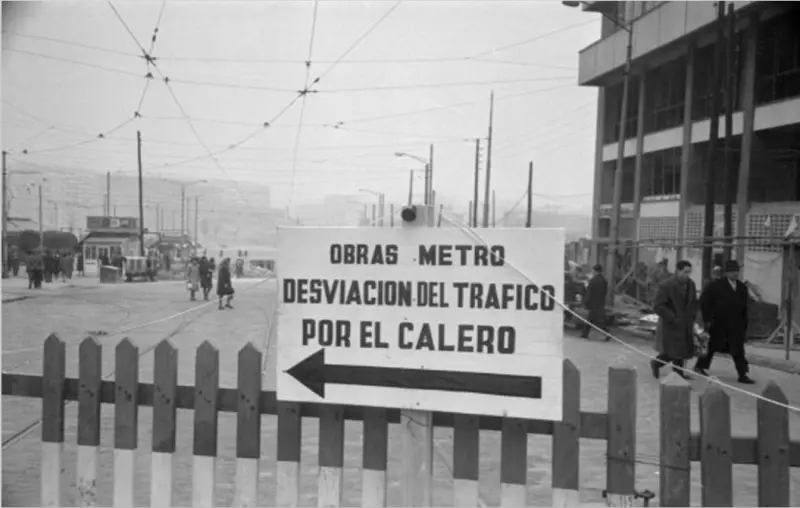 OBRAS METRO
DESVIACION DEL TRAFICO
POR EL CALERO